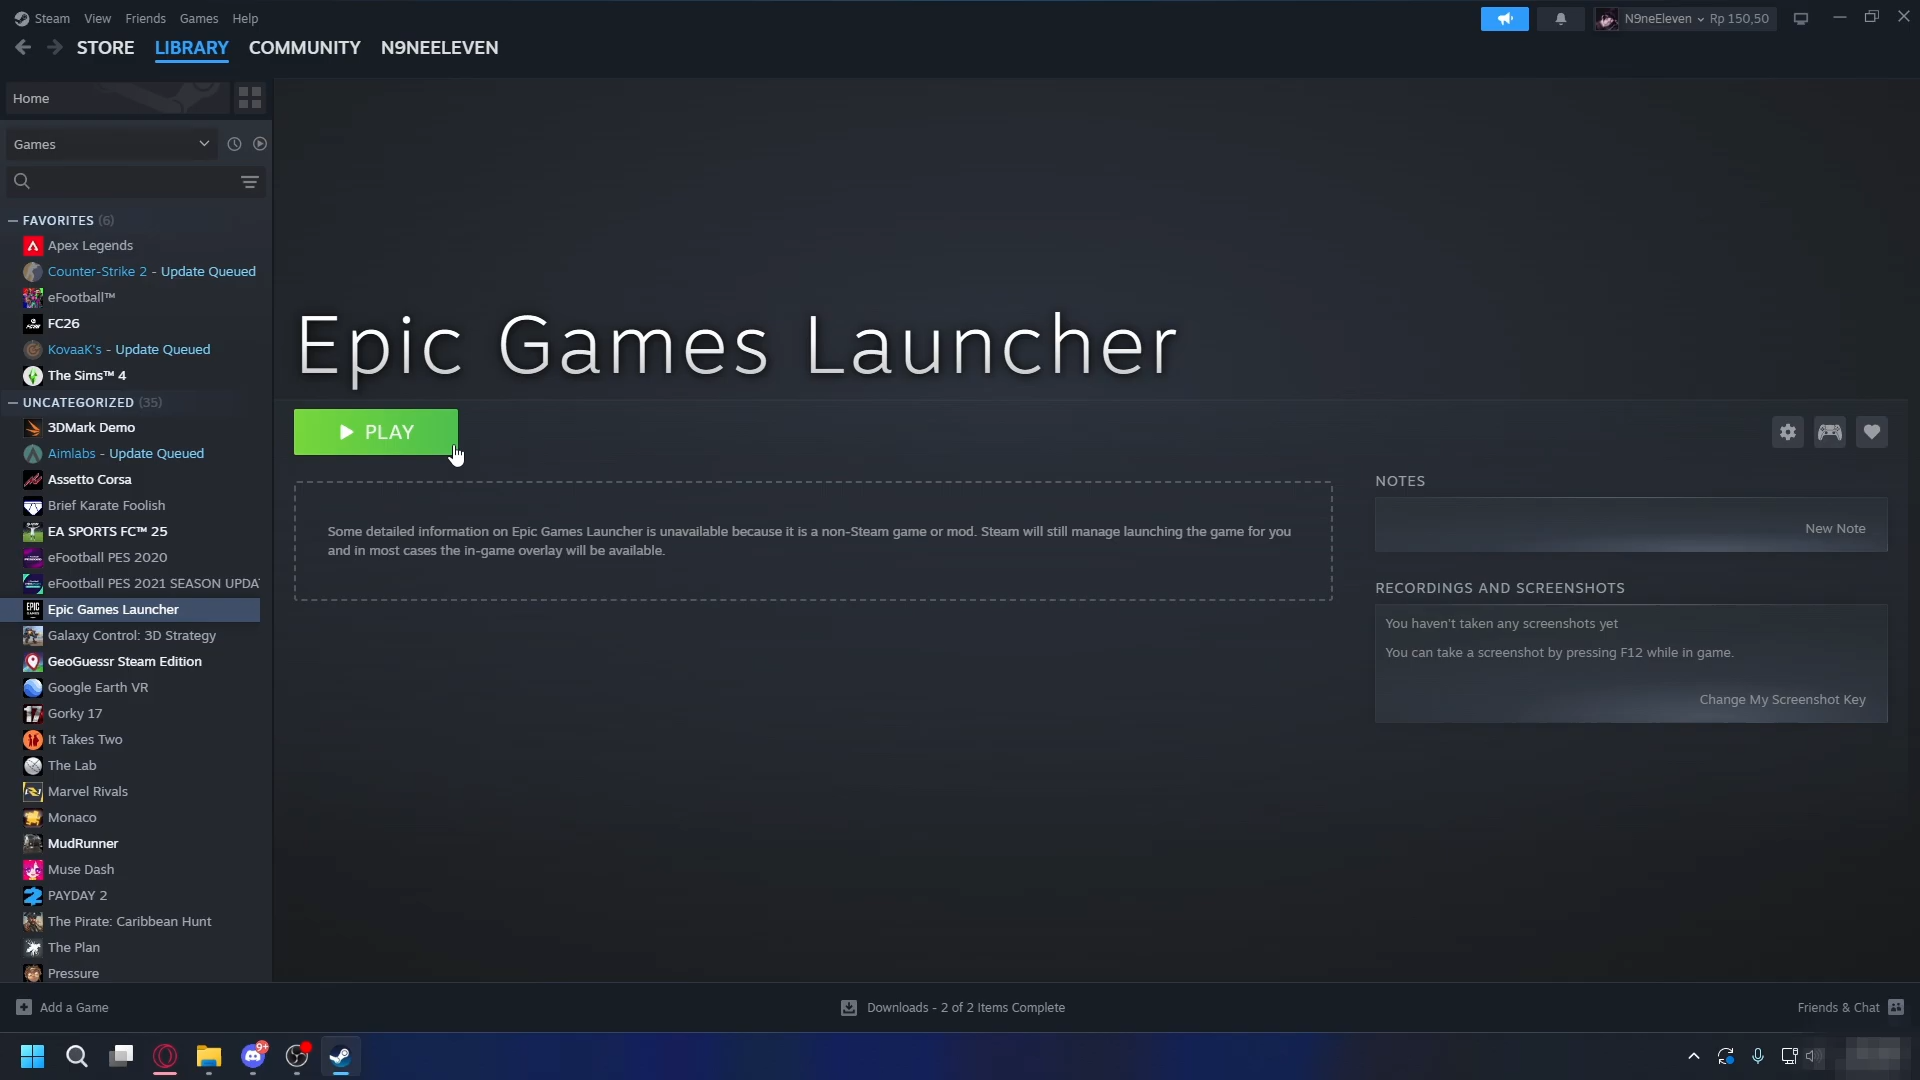 Steam View Friends Games Help
N9neEleven Rp 150,50
STORE LIBRARY COMMUNITY N9NEELEVEN
Home
Games
FAVORITES (6)
Apex Legends
Counter-Strike 2 - Update Queued
eFootball™
FC26
KovaaK's - Update Queued
The Sims™ 4
UNCATEGORIZED (35)
3DMark Demo
Aimlabs - Update Queued
Assetto Corsa
Brief Karate Foolish
EA SPORTS FC™ 25
eFootball PES 2020
eFootball PES 2021 SEASON UPDA
Epic Games Launcher
Galaxy Control: 3D Strategy
GeoGuessr Steam Edition
Google Earth VR
Gorky 17
It Takes Two
The Lab
Marvel Rivals
Monaco
MudRunner
Muse Dash
PAYDAY 2
The Pirate: Caribbean Hunt
The Plan
Pressure
Epic Games Launcher
PLAY
Some detailed information on Epic Games Launcher is unavailable because it is a non-Steam game or mod. Steam will still manage launching the game for you
and in most cases the in-game overlay will be available.
NOTES
New Note
RECORDINGS AND SCREENSHOTS
You haven't taken any screenshots yet
You can take a screenshot by pressing F12 while in game.
Change My Screenshot Key
Add a Game
Downloads - 2 of 2 Items Complete
Friends & Chat
9+